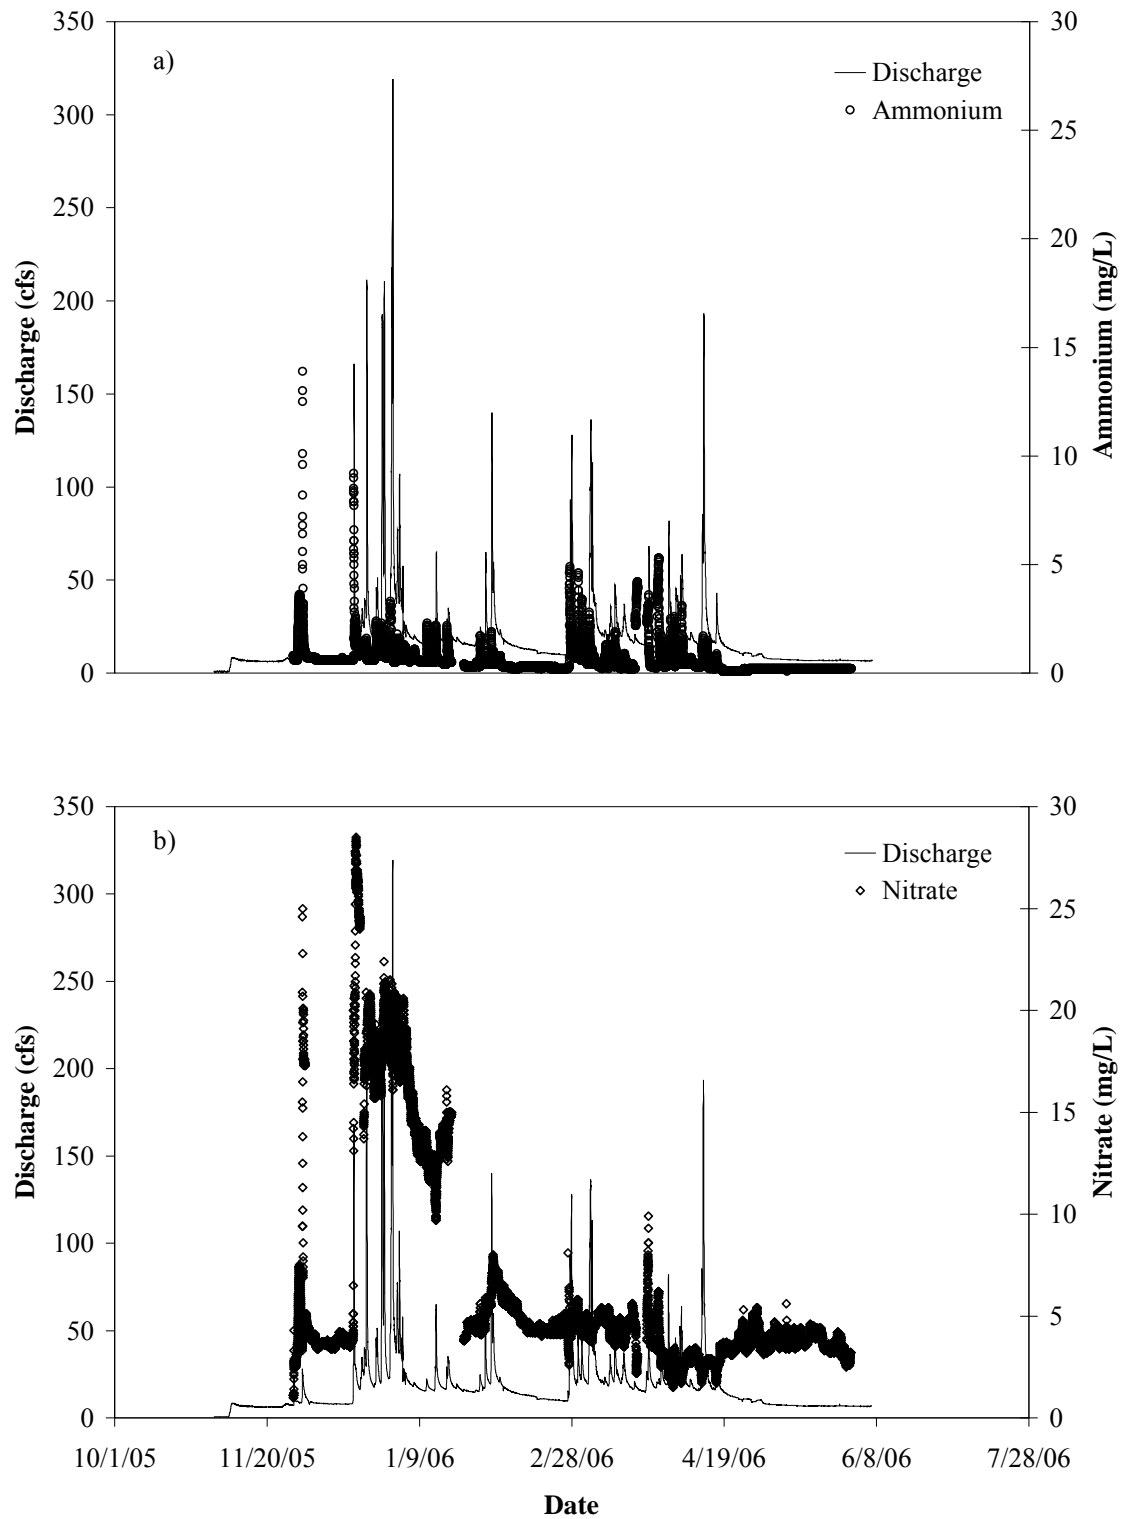 350
300
250
200
150
100
50
0
Discharge (cfs)
a)
Discharge
Ammonium
30
25
20
15
10
5
0
Ammonium (mg/L)
350
300
250
200
150
100
50
0
Discharge (cfs)
b)
Discharge
Nitrate
30
25
20
15
10
5
0
Nitrate (mg/L)
10/1/05 11/20/05 1/9/06 2/28/06 4/19/06 6/8/06 7/28/06
Date